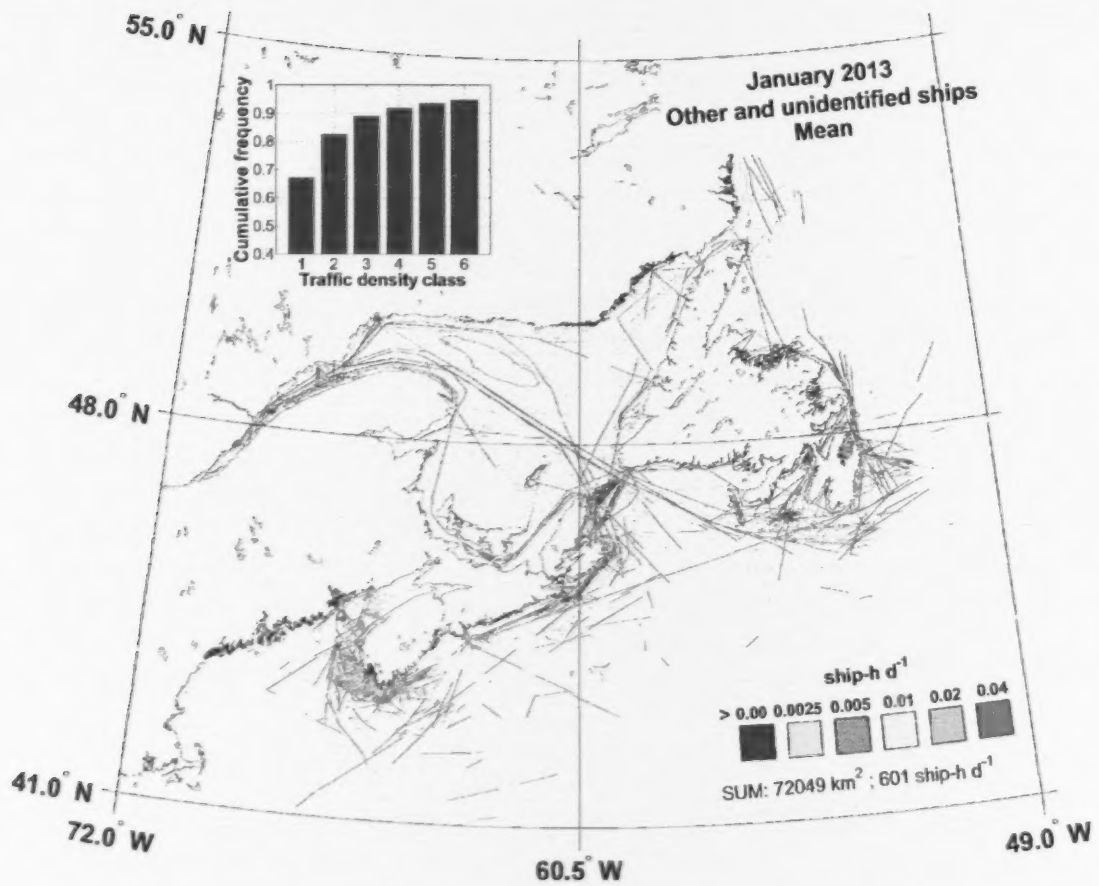 55.0° N
January 2013
Other and unidentified ships
Mean
Cumulative frequency
1
0.9
0.8
0.7
0.6
0.5
0.4
1 2 3 4 5 6
Traffic density class
48.0° N
ship-h d⁻¹
> 0.00 0.0025 0.005 0.01 0.02 0.04
SUM: 72049 km² ; 601 ship-h d⁻¹
41.0° N
72.0° W
60.5° W
49.0° W